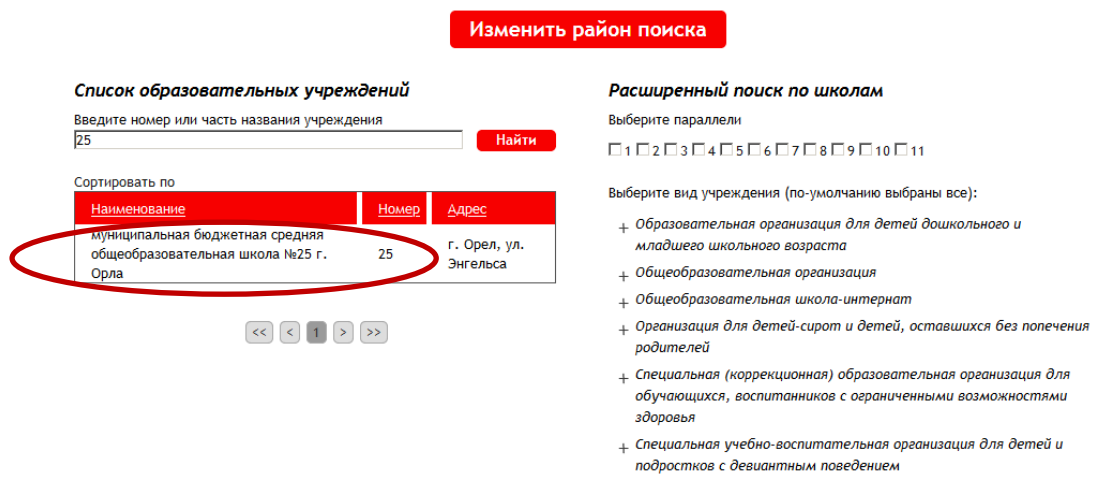 Изменить район поиска
Список образовательных учреждений
Введите номер или часть названия учреждения
25
Найти
Сортировать по
Наименование Номер Адрес
муниципальная бюджетная средняя
общеобразовательная школа №25 г.
Орла
25
г. Орел, ул.
Энгельса
<< < 1 > >>
Расширенный поиск по школам
Выберите параллели
1 2 3 4 5 6 7 8 9 10 11
Выберите вид учреждения (по-умолчанию выбраны все):
+ Образовательная организация для детей дошкольного и
младшего школьного возраста
+ Общеобразовательная организация
+ Общеобразовательная школа-интернат
+ Организация для детей-сирот и детей, оставшихся без попечения
родителей
+ Специальная (коррекционная) образовательная организация для
обучающихся, воспитанников с ограниченными возможностями
здоровья
+ Специальная учебно-воспитательная организация для детей и
подростков с девиантным поведением